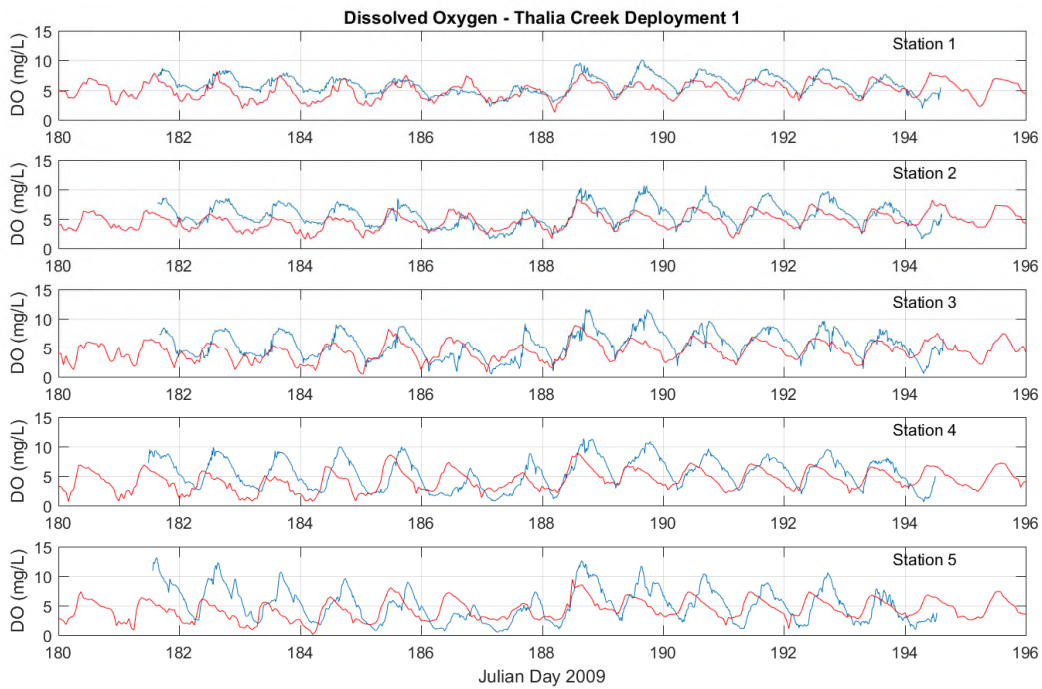 Dissolved Oxygen - Thalia Creek Deployment 1
15
10
5
0
DO (mg/L)
Station 1
180 182 184 186 188 190 192 194 196
15
10
5
0
DO (mg/L)
Station 2
180 182 184 186 188 190 192 194 196
15
10
5
0
DO (mg/L)
Station 3
180 182 184 186 188 190 192 194 196
15
10
5
0
DO (mg/L)
Station 4
180 182 184 186 188 190 192 194 196
15
10
5
0
DO (mg/L)
Station 5
180 182 184 186 188 190 192 194 196
Julian Day 2009